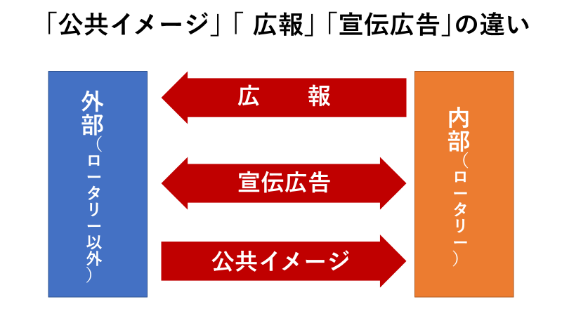 「公共イメージ」「 広報」「宣伝広告」の違い
外部（ロータリー以外）
広　　報
宣伝広告
公共イメージ
内部（ロータリー）